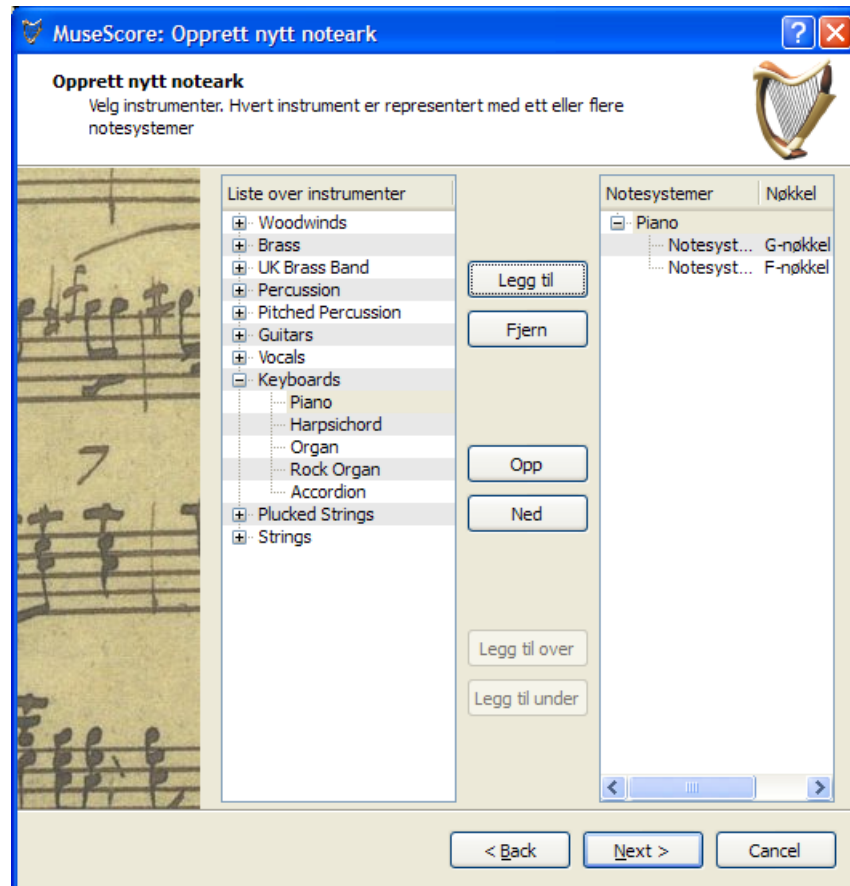 MuseScore: Opprett nytt noteark
Opprett nytt noteark
Velg instrumenter. Hvert instrument er representert med ett eller flere
notesystemer
Liste over instrumenter
Woodwinds
Brass
UK Brass Band
Percussion
Pitched Percussion
Guitars
Vocals
Keyboards
Piano
Harpsichord
Organ
Rock Organ
Accordion
Plucked Strings
Strings
Legg til
Fjern
Opp
Ned
Legg til over
Legg til under
Notesystemer Nøkkel
Piano
Notesyst... G-nøkkel
Notesyst... F-nøkkel
7
< Back
Next >
Cancel